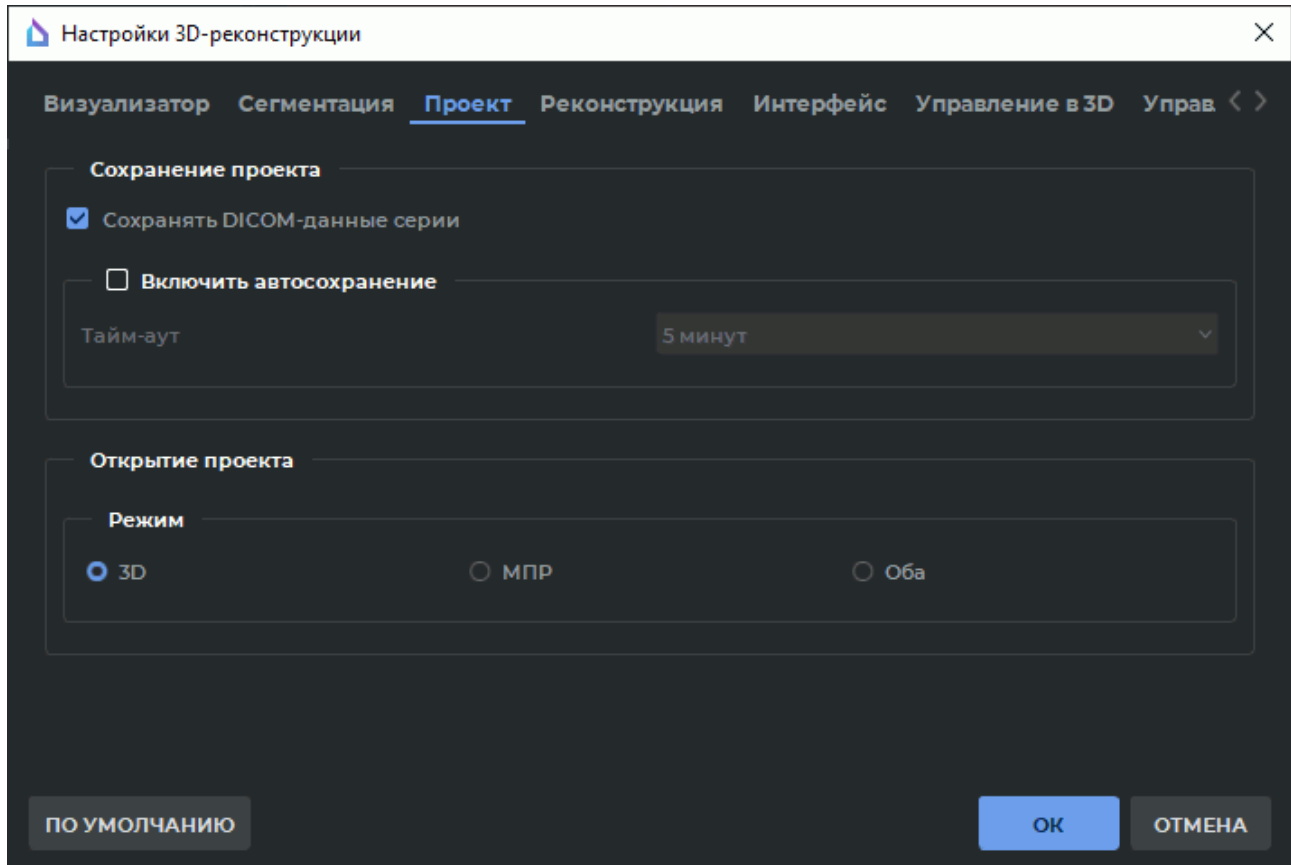 Настройки 3D-реконструкции
Визуализатор Сегментация Проект Реконструкция Интерфейс Управление в 3D Управ.
Сохранение проекта
Сохранять DICOM-данные серии
Включить автосохранение
Тайм-аут 5 минут
Открытие проекта
Режим
3D МПР Оба
ПО УМОЛЧАНИЮ ОК ОТМЕНА